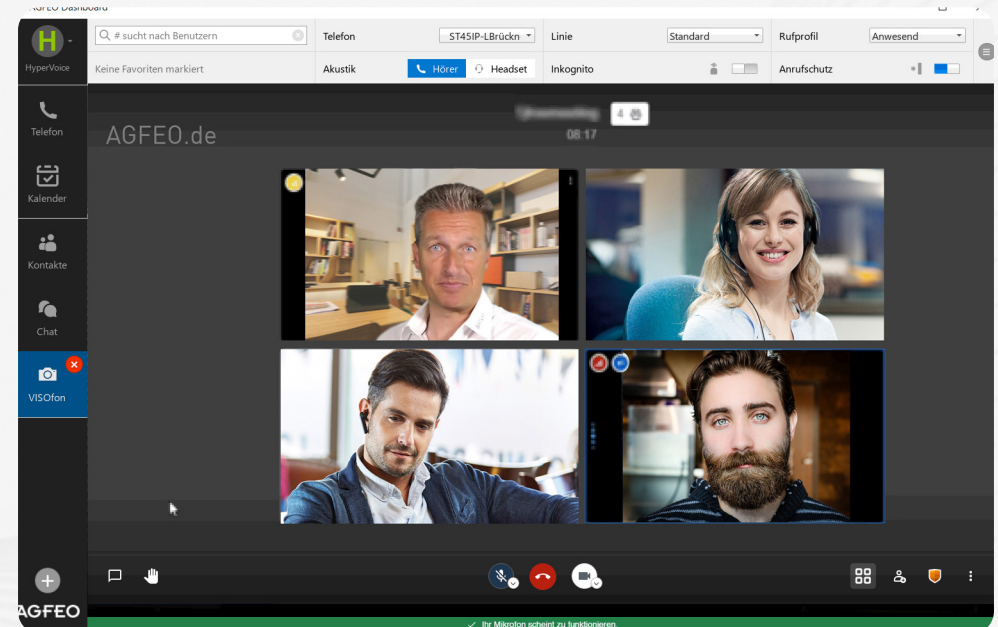 AGFEO Dashboard
HyperVoice
# sucht nach Benutzern
Telefon
ST45IP-LBrückn
Linie
Standard
Rufprofil
Anwesend
Keine Favoriten markiert
Akustik
Hörer
Headset
Inkognito
Anrufschutz
Telefon
Kalender
Kontakte
Chat
VISOfon
AGFEO
AGFEO.de
4
08:17
Ihr Mikrofon scheint zu funktionieren.